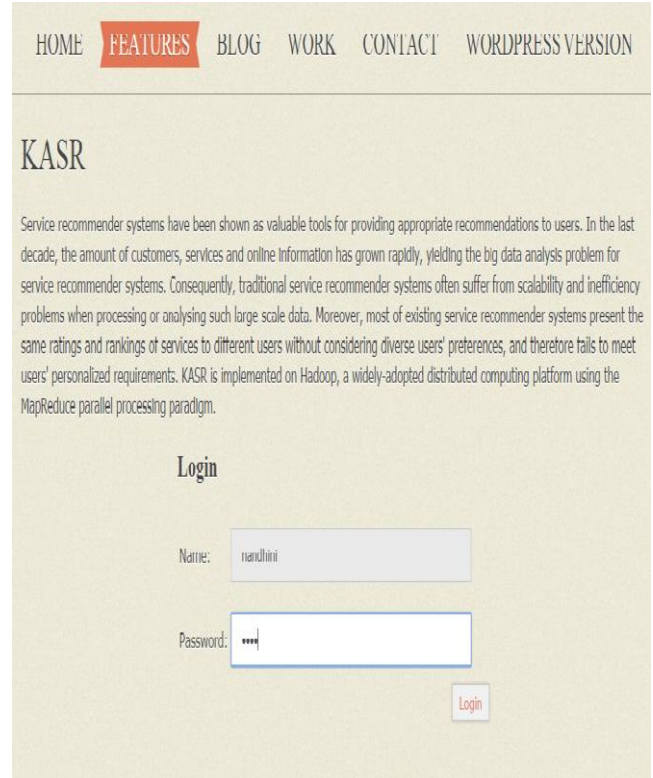 HOME FEATURES BLOG WORK CONTACT WORDPRESS VERSION
KASR
Service recommender systems have been shown as valuable tools for providing appropriate recommendations to users. In the last
decade, the amount of customers, services and online information has grown rapidly, yielding the big data analysis problem for
service recommender systems. Consequently, traditional service recommender systems often suffer from scalability and inefficiency
problems when processing or analysing such large scale data. Moreover, most of existing service recommender systems present the
same ratings and rankings of services to different users without considering diverse users' preferences, and therefore fails to meet
users' personalized requirements. KASR is implemented on Hadoop, a widely-adopted distributed computing platform using the
MapReduce parallel processing paradigm.
Login
Name: nandhini
Password: ••••
Login